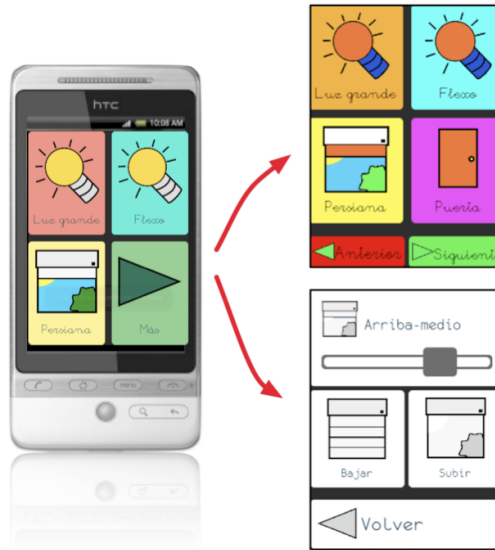 hTC
10:08 AM
Luz grande
Flexo
Persiana
Más
menu
Luz grande
Flexo
Persiana
Puerta
Anterior
Siguient
Arriba-medio
Bajar
Subir
Volver